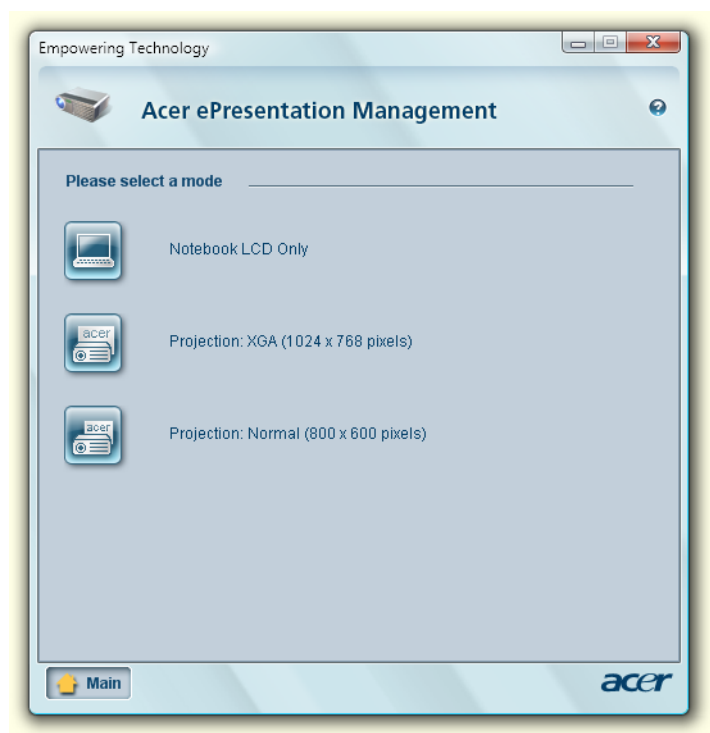 Empowering Technology
Acer ePresentation Management
Please select a mode
Notebook LCD Only
acer
Projection: XGA (1024 x 768 pixels)
acer
Projection: Normal (800 x 600 pixels)
Main
acer